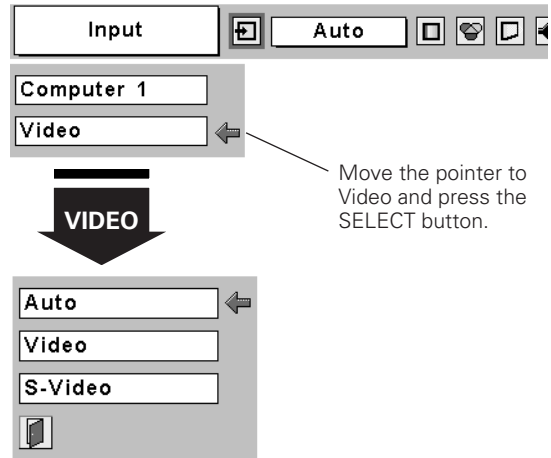 Input
Auto
Computer 1
Video
Move the pointer to
Video and press the
SELECT button.
VIDEO
Auto
Video
S-Video